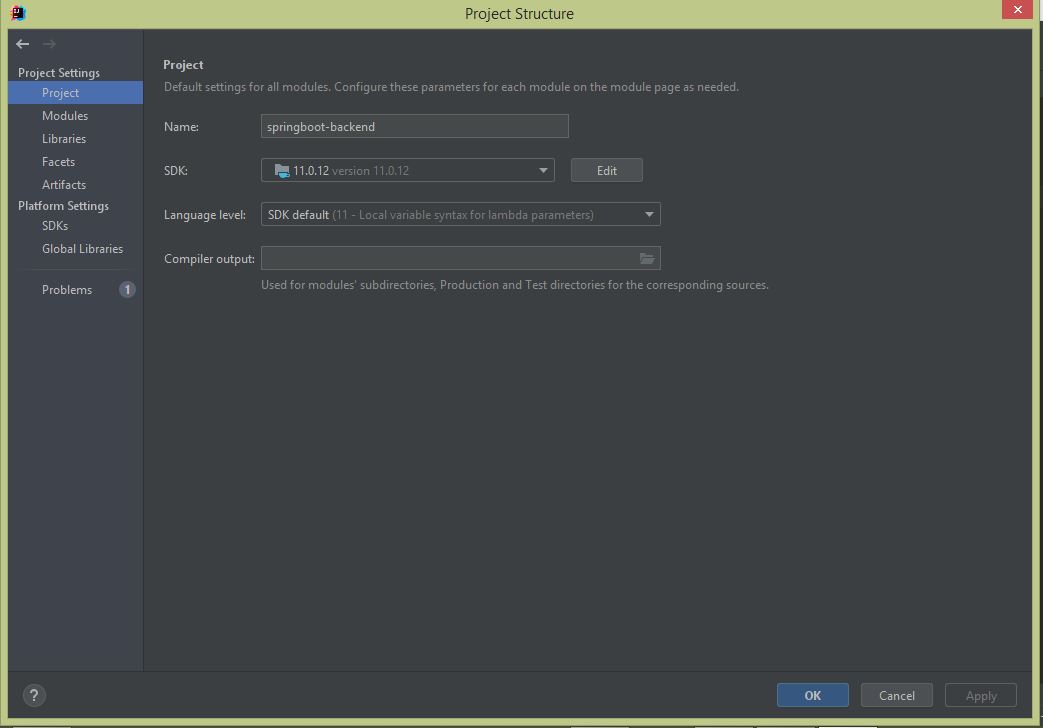 Project Structure
Project Settings
Project
Modules
Libraries
Facets
Artifacts
Platform Settings
SDKs
Global Libraries
Problems 1
Project
Default settings for all modules. Configure these parameters for each module on the module page as needed.
Name: springboot-backend
SDK: 11.0.12 version 11.0.12 Edit
Language level: SDK default (11 - Local variable syntax for lambda parameters)
Compiler output:
Used for modules' subdirectories, Production and Test directories for the corresponding sources.
? OK Cancel Apply